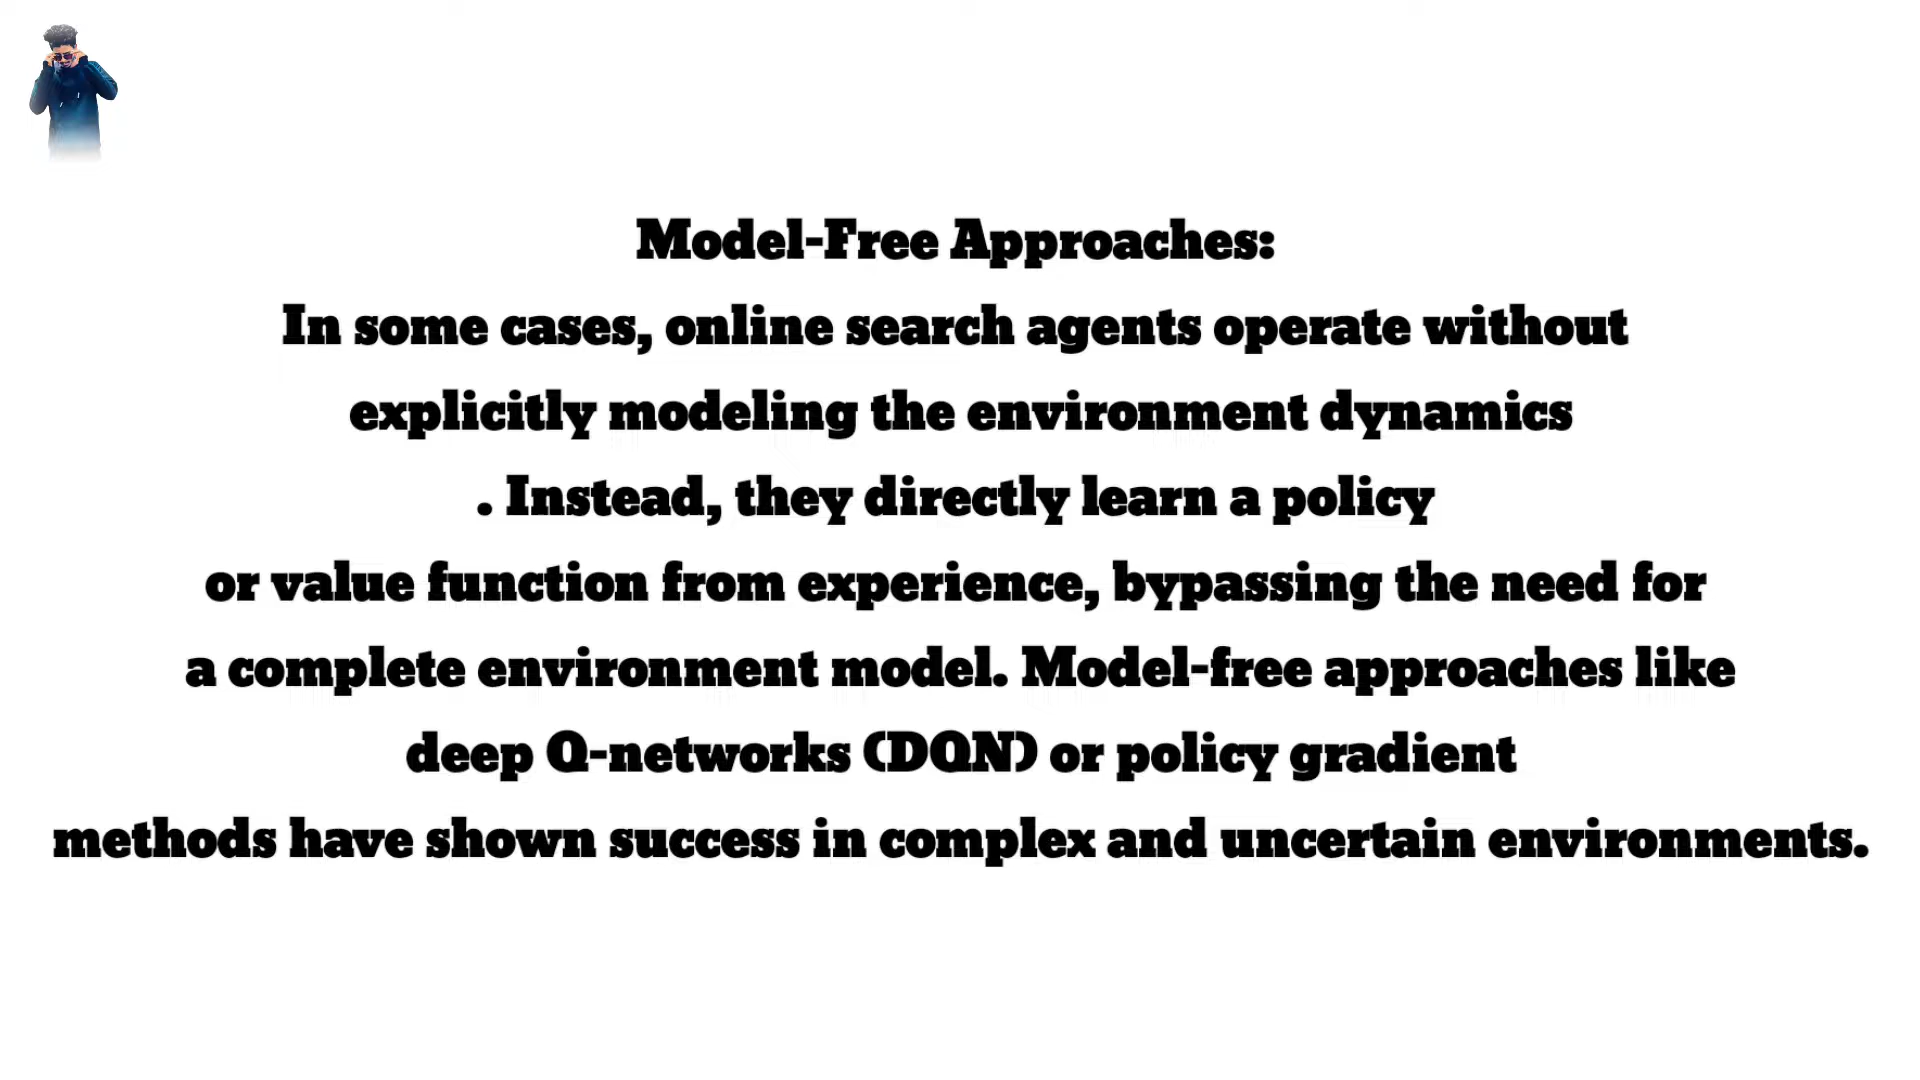 Model-Free Approaches:
In some cases, online search agents operate without
explicitly modeling the environment dynamics
. Instead, they directly learn a policy
or value function from experience, bypassing the need for
a complete environment model. Model-free approaches like
deep Q-networks (DQN) or policy gradient
methods have shown success in complex and uncertain environments.